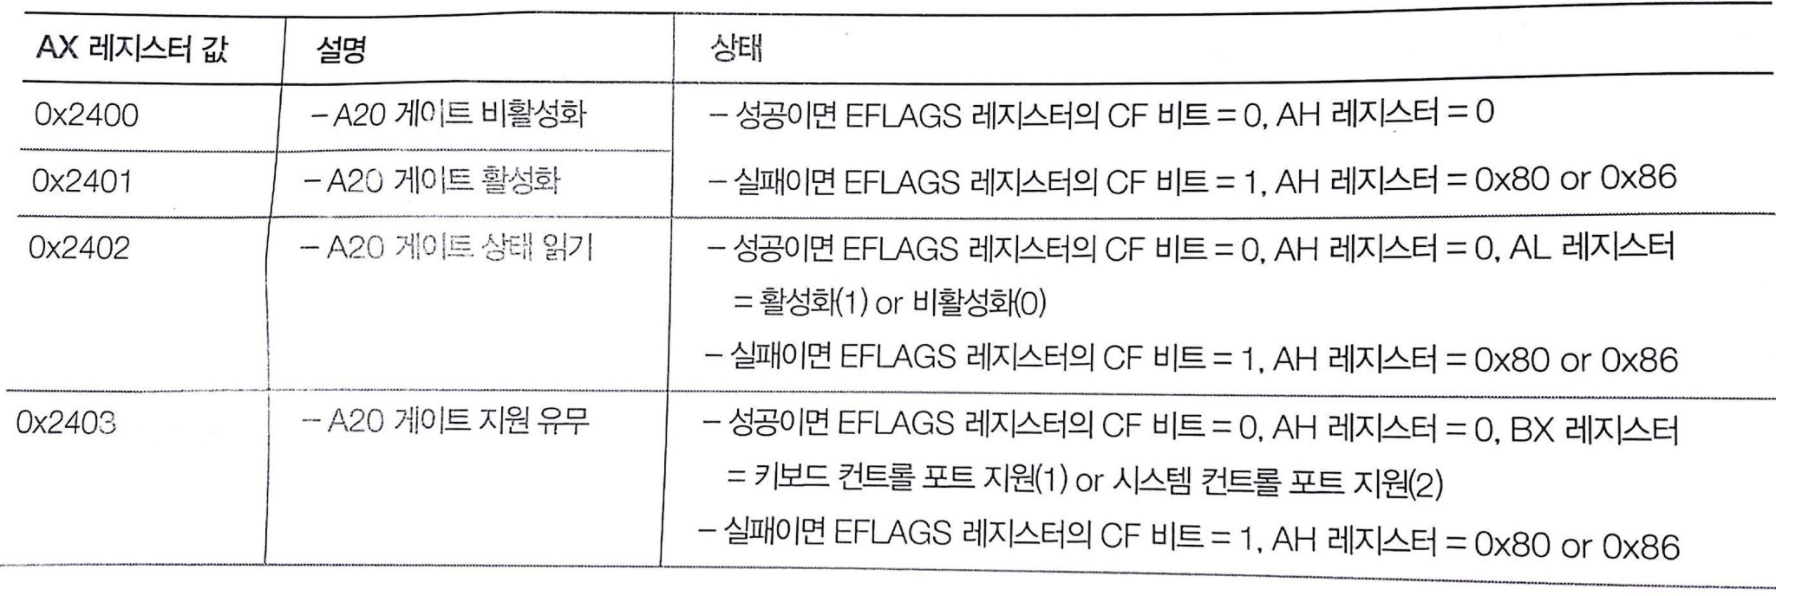 AX 레지스터 값 설명 상태
0x2400 – A20 게이트 비활성화 – 성공이면 EFLAGS 레지스터의 CF 비트 = 0, AH 레지스터 = 0
0x2401 – A20 게이트 활성화 – 실패이면 EFLAGS 레지스터의 CF 비트 = 1, AH 레지스터 = 0x80 or 0x86
0x2402 – A20 게이트 상태 읽기 – 성공이면 EFLAGS 레지스터의 CF 비트 = 0, AH 레지스터 = 0, AL 레지스터
= 활성화(1) or 비활성화(0)
– 실패이면 EFLAGS 레지스터의 CF 비트 = 1, AH 레지스터 = 0x80 or 0x86
0x2403 – A20 게이트 지원 유무 – 성공이면 EFLAGS 레지스터의 CF 비트 = 0, AH 레지스터 = 0, BX 레지스터
= 키보드 컨트롤 포트 지원(1) or 시스템 컨트롤 포트 지원(2)
– 실패이면 EFLAGS 레지스터의 CF 비트 = 1, AH 레지스터 = 0x80 or 0x86